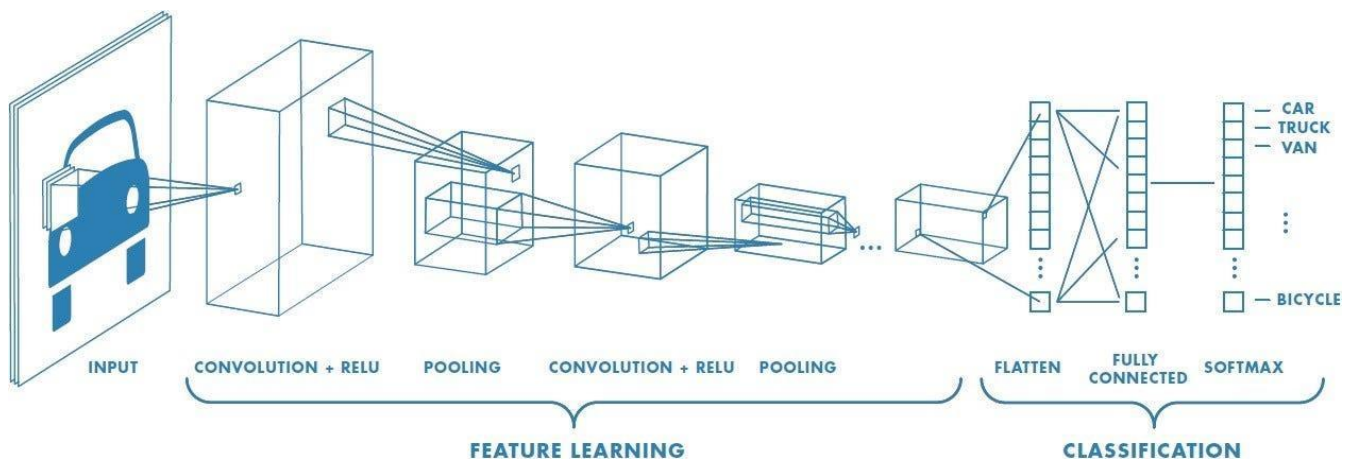 CAR
TRUCK
VAN
BICYCLE
INPUT
CONVOLUTION + RELU
POOLING
CONVOLUTION + RELU
POOLING
FLATTEN
FULLY
CONNECTED
SOFTMAX
FEATURE LEARNING
CLASSIFICATION